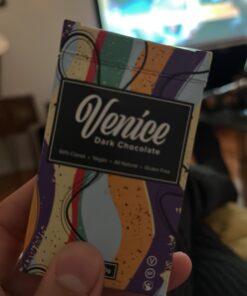 Venice
Dark Chocolate
• Vegan • All Natural • Gluten Free